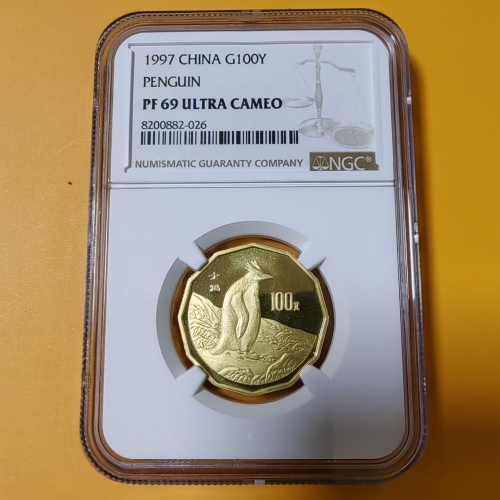 1997 CHINA G100Y
PENGUIN
PF 69 ULTRA CAMEO
8200882-026
NUMISMATIC GUARANTY COMPANY
NGC®
100元